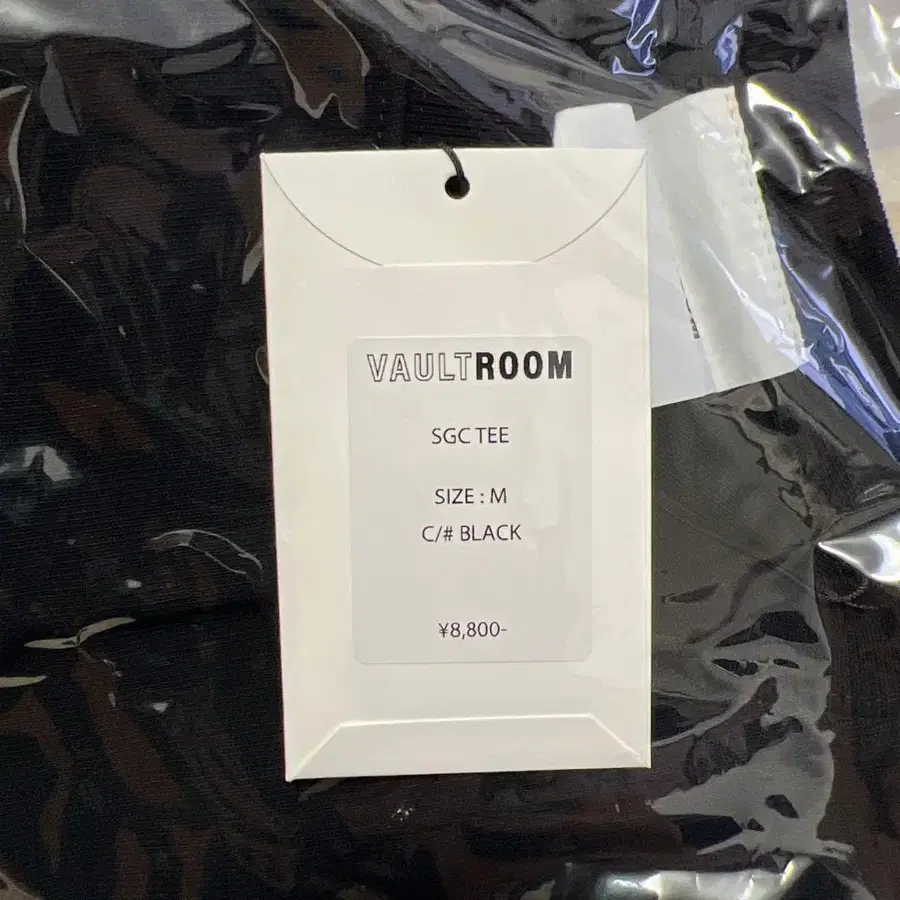 VAULTROOM
SGC TEE
SIZE : M
C/# BLACK
¥8,800-